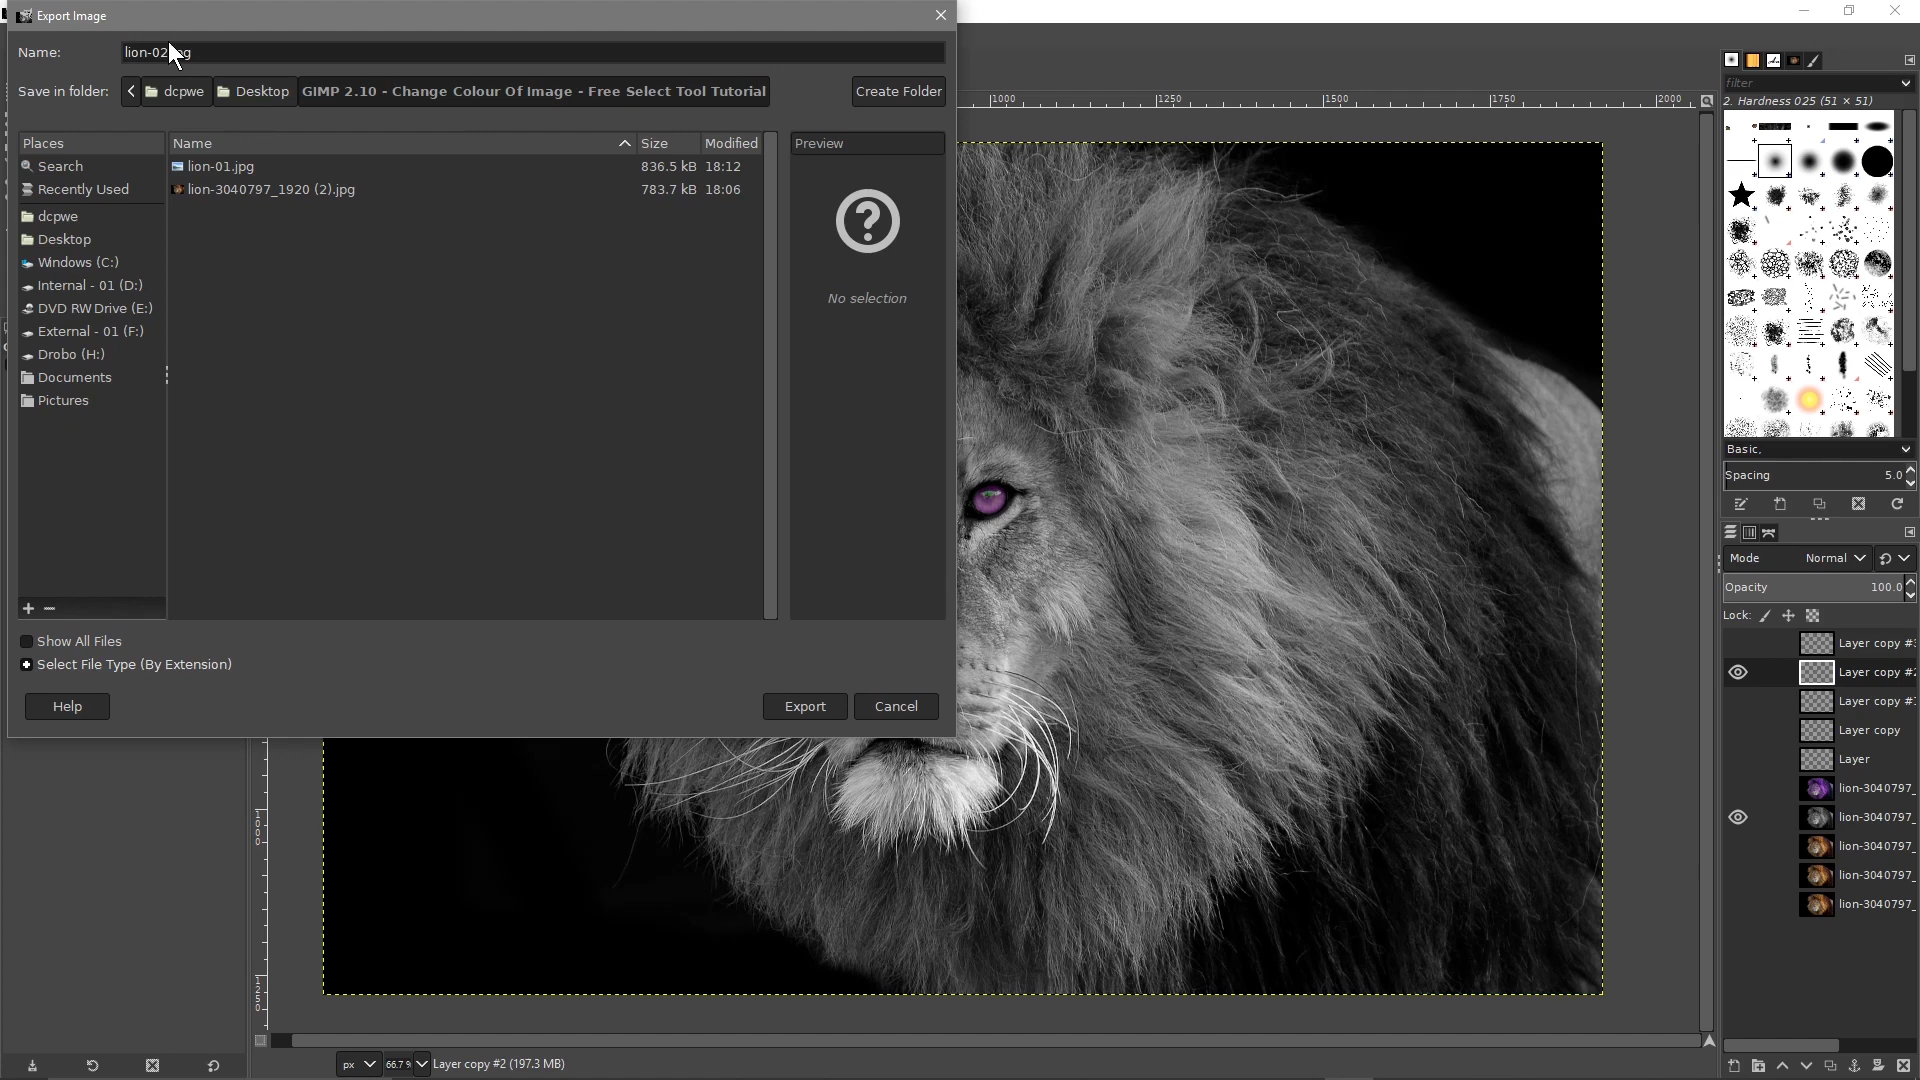 Export Image
Name:
lion-02
Save in folder:
dcpwe
Desktop
GIMP 2.10 - Change Colour Of Image - Free Select Tool Tutorial
Create Folder
Places
Name
Size
Modified
Preview
Search
lion-01.jpg
836.5 kB
18:12
Recently Used
lion-3040797_1920 (2).jpg
783.7 kB
18:06
dcpwe
Desktop
Windows (C:)
Internal - 01 (D:)
DVD RW Drive (E:)
External - 01 (F:)
Drobo (H:)
Documents
Pictures
No selection
Show All Files
Select File Type (By Extension)
Help
Export
Cancel
1000
1250
1500
1750
2000
1000
1250
px
66.7 %
Layer copy #2 (197.3 MB)
filter
2. Hardness 025 (51 × 51)
Basic,
Spacing
5.0
Mode
Normal
Opacity
100.0
Lock:
Layer copy #
Layer copy #2
Layer copy #
Layer copy
Layer
lion-3040797_
lion-3040797_
lion-3040797_
lion-3040797_
lion-3040797_